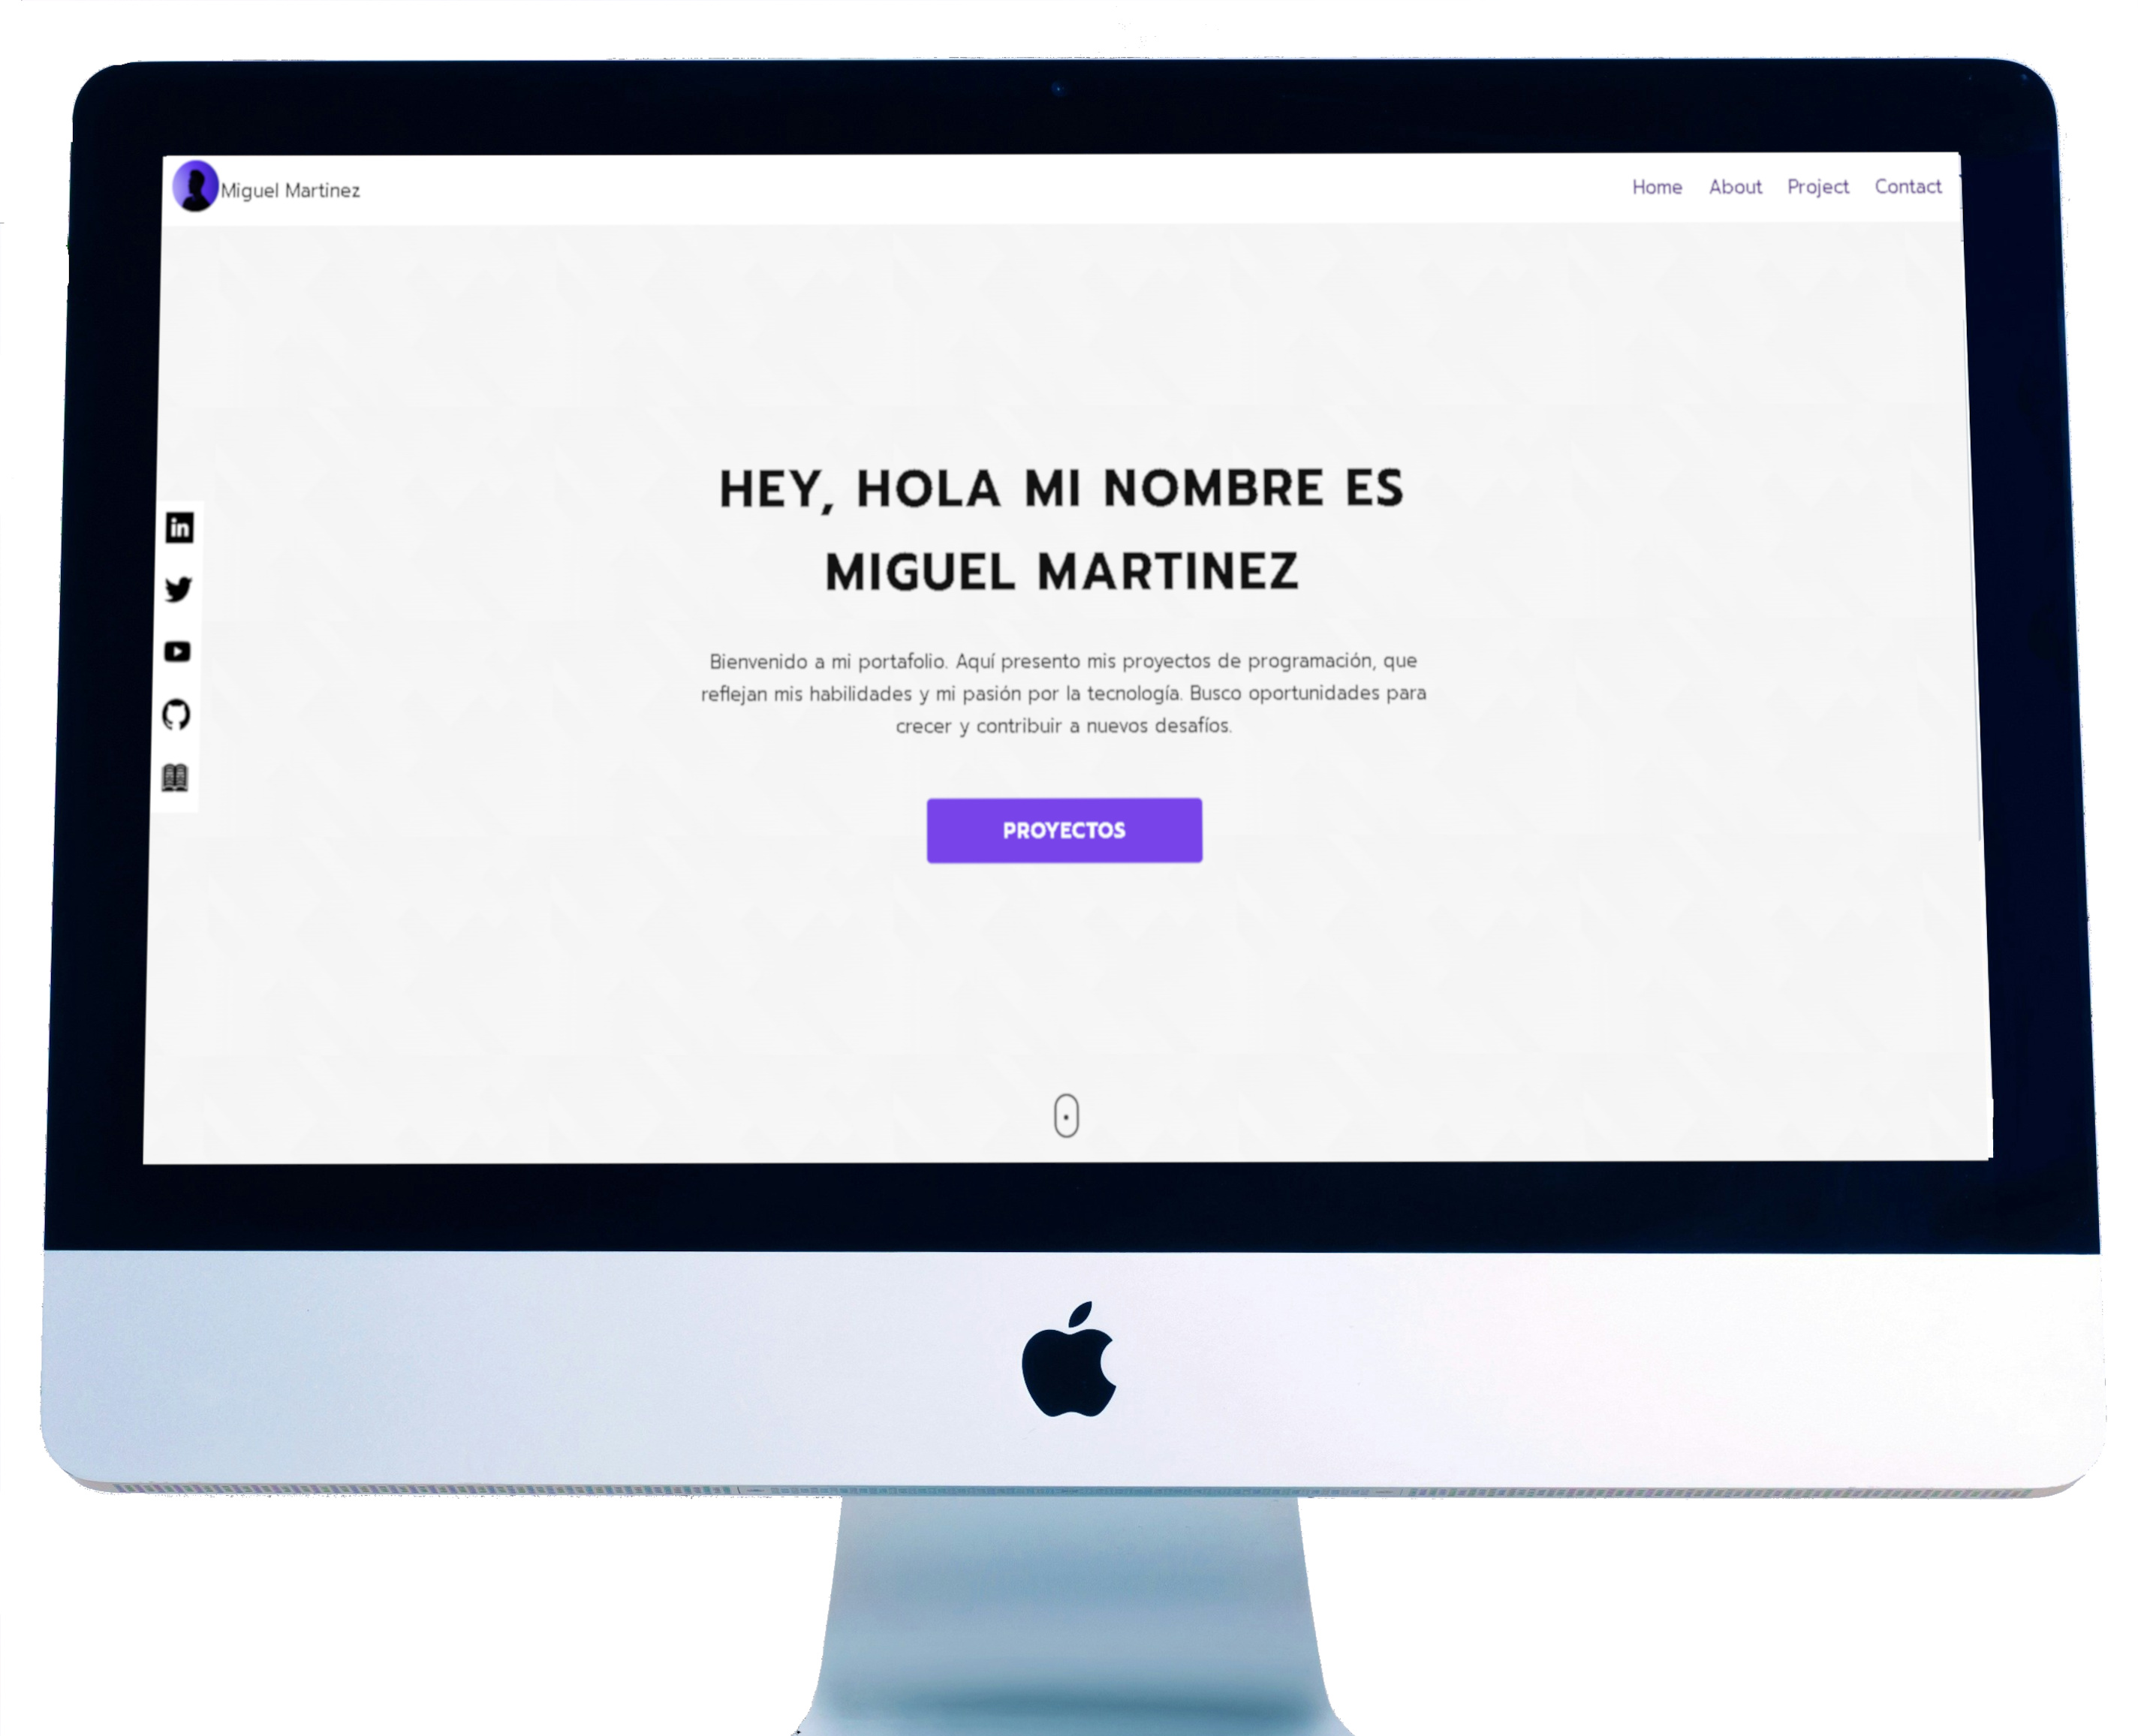 Miguel Martinez
Home About Project Contact
HEY, HOLA MI NOMBRE ES
MIGUEL MARTINEZ
in
Bienvenido a mi portafolio. Aquí presento mis proyectos de programación, que
reflejan mis habilidades y mi pasión por la tecnología. Busco oportunidades para
crecer y contribuir a nuevos desafíos.
PROYECTOS